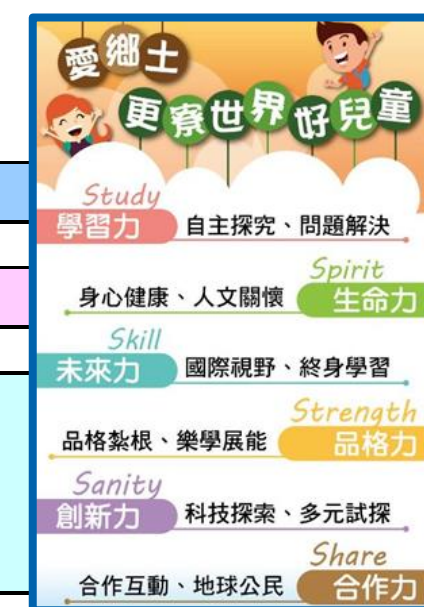 愛鄉土
更寮世界好兒童
Study
學習力 自主探究、問題解決
Spirit
身心健康、人文關懷 生命力
Skill
未來力 國際視野、終身學習
Strength
品格紮根、樂學展能 品格力
Sanity
創新力 科技探索、多元試探
Share
合作互動、地球公民 合作力